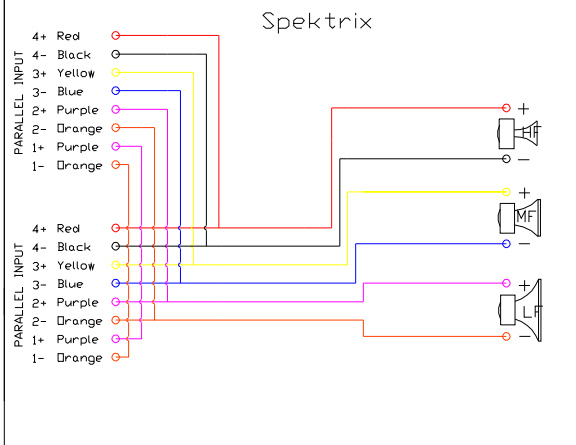 Spektrix
PARALLEL INPUT
4+ Red
4- Black
3+ Yellow
3- Blue
2+ Purple
2- Orange
1+ Purple
1- Orange
PARALLEL INPUT
4+ Red
4- Black
3+ Yellow
3- Blue
2+ Purple
2- Orange
1+ Purple
1- Orange
+
HF
-
+
MF
-
+
LF
-